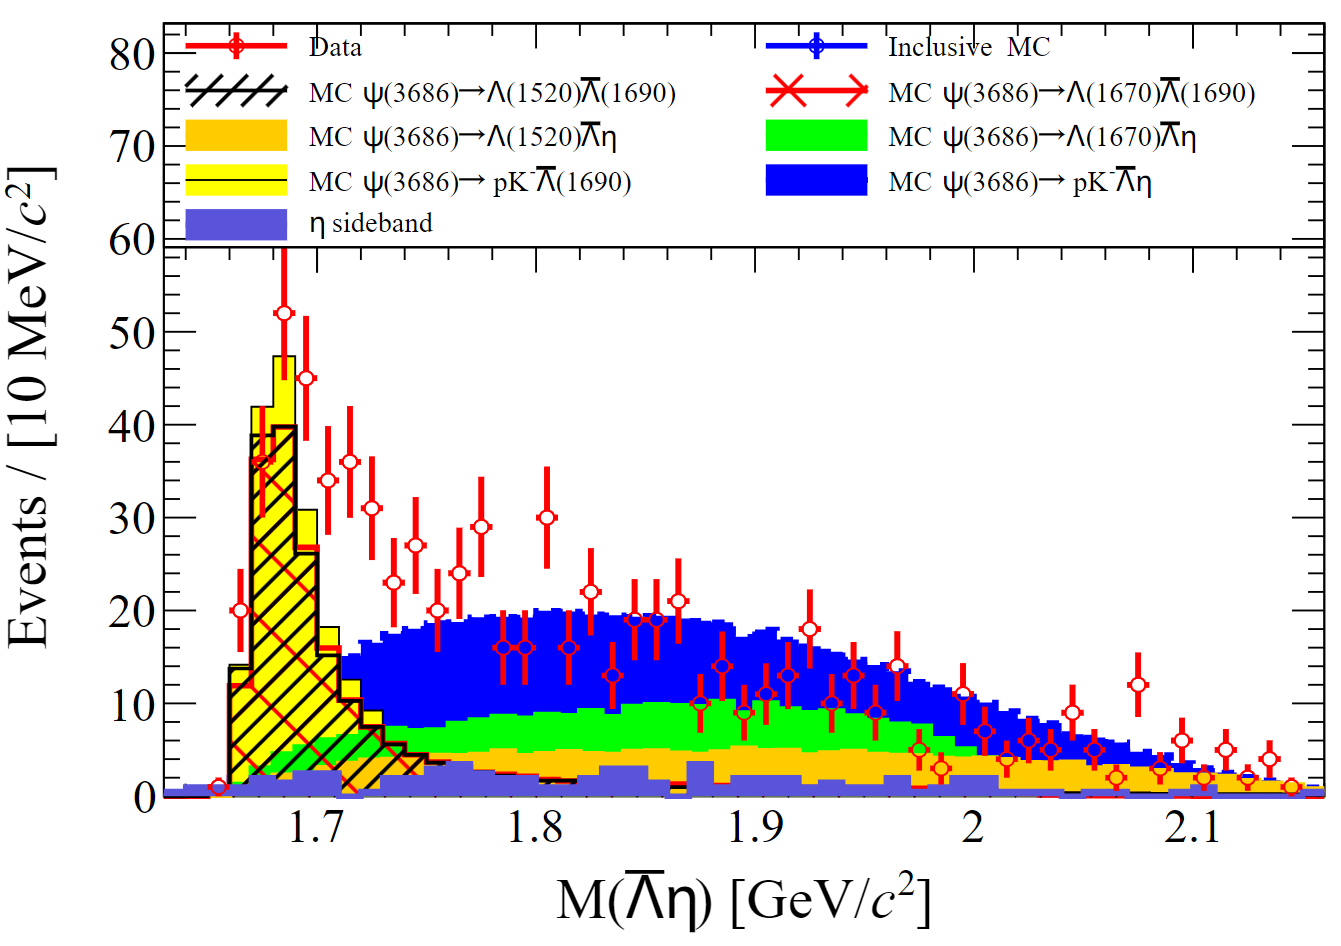 Data
Inclusive MC
MC ψ(3686)→Λ(1520)Λ̅(1690)
MC ψ(3686)→Λ(1670)Λ̅(1690)
MC ψ(3686)→Λ(1520)Λ̅η
MC ψ(3686)→Λ(1670)Λ̅η
MC ψ(3686)→ pK⁻Λ̅(1690)
MC ψ(3686)→ pK⁻Λ̅η
η sideband
80
70
60
50
40
30
20
10
0
Events / [10 MeV/c²]
1.7 1.8 1.9 2 2.1
M(Λ̅η) [GeV/c²]